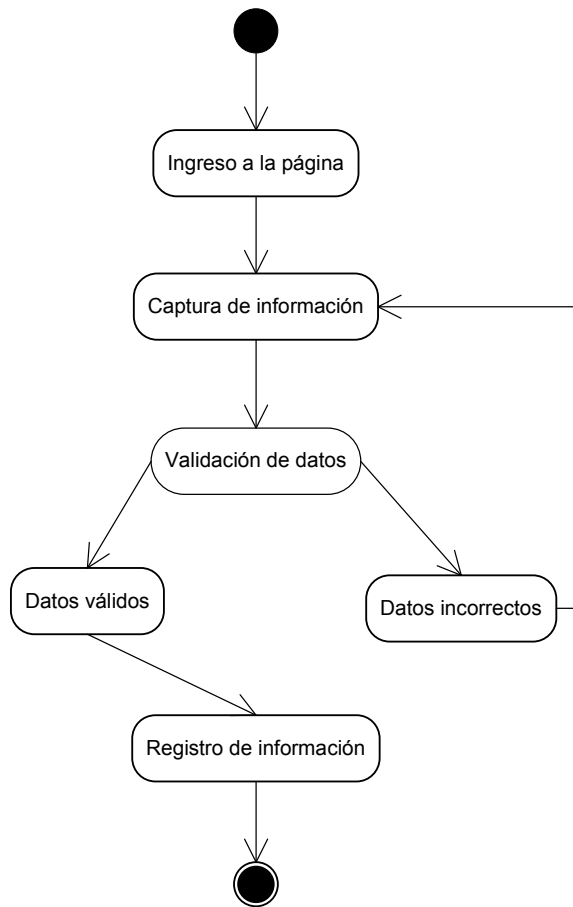 Ingreso a la página
Captura de información
Validación de datos
Datos válidos
Datos incorrectos
Registro de información